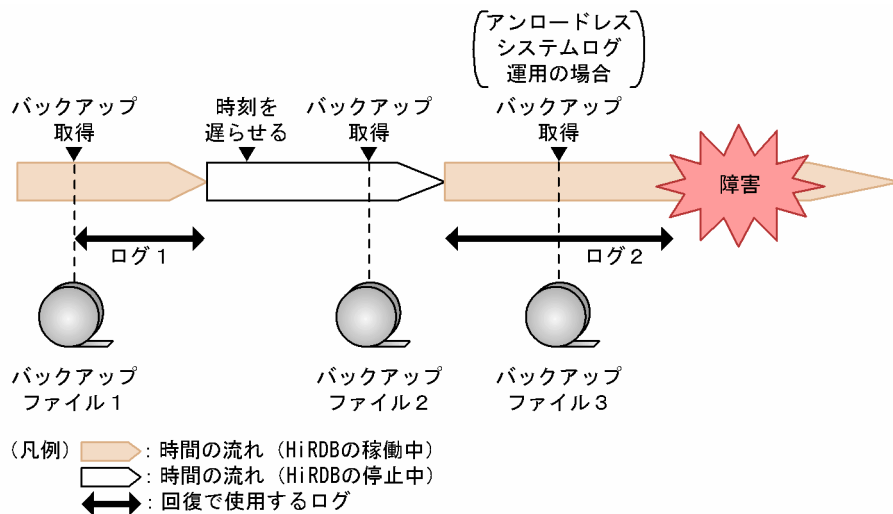 アンロードレス
システムログ
運用の場合
バックアップ
取得
時刻を
遅らせる
バックアップ
取得
バックアップ
取得
障害
ログ1
ログ2
バックアップ
ファイル1
バックアップ
ファイル2
バックアップ
ファイル3
(凡例)
:時間の流れ(HiRDBの稼働中)
:時間の流れ(HiRDBの停止中)
:回復で使用するログ